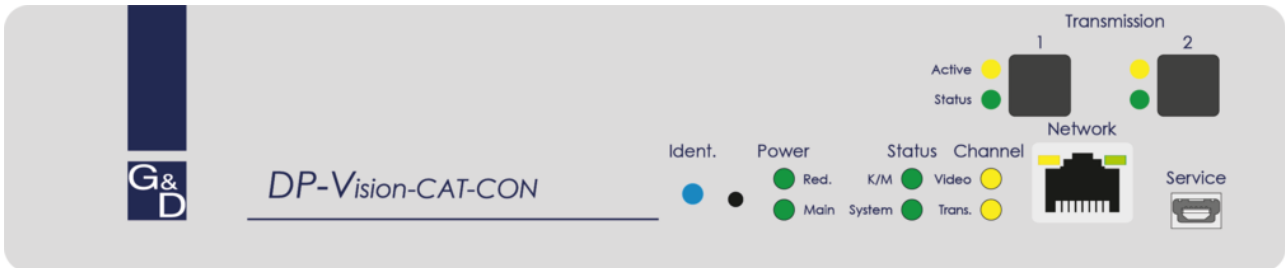 Transmission
1 2
Active
Status
Network
Ident. Power Status Channel
G&D
DP-Vision-CAT-CON
Red. K/M Video
Main System Trans.
Service